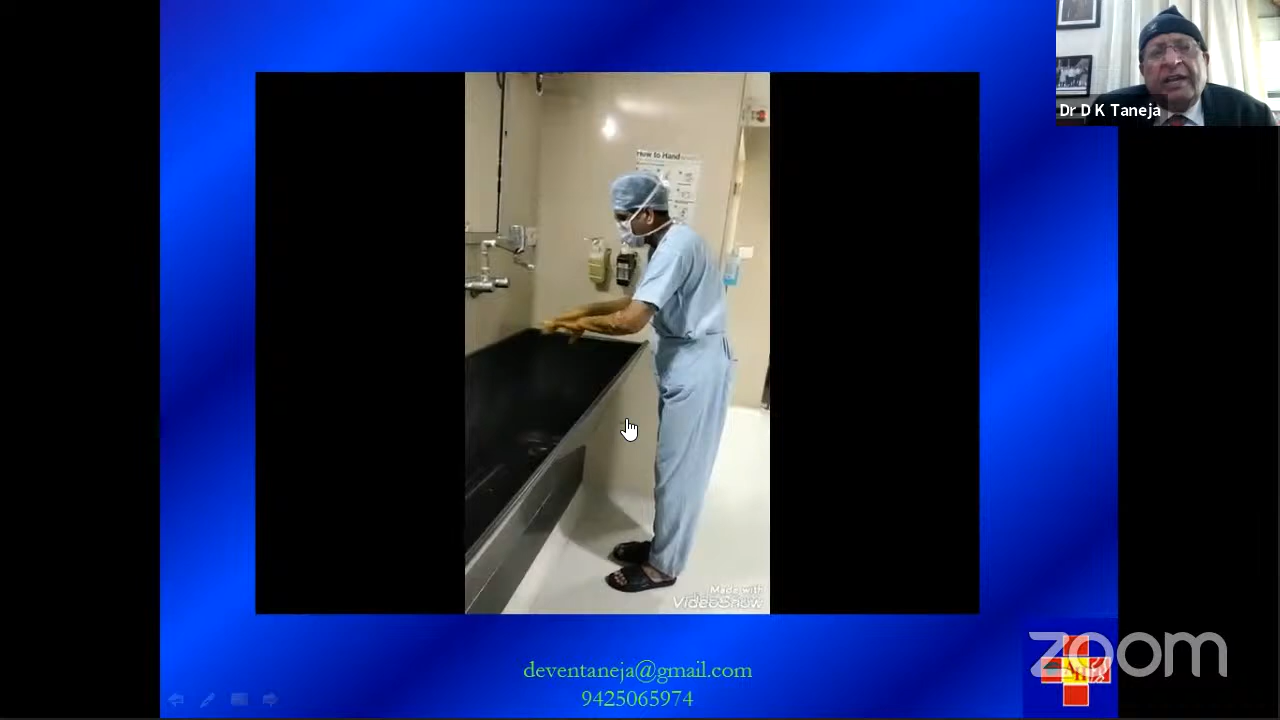 Dr D K Taneja
How to Hand
Made with
VideoShow
deventaneja@gmail.com
9425065974
zoom